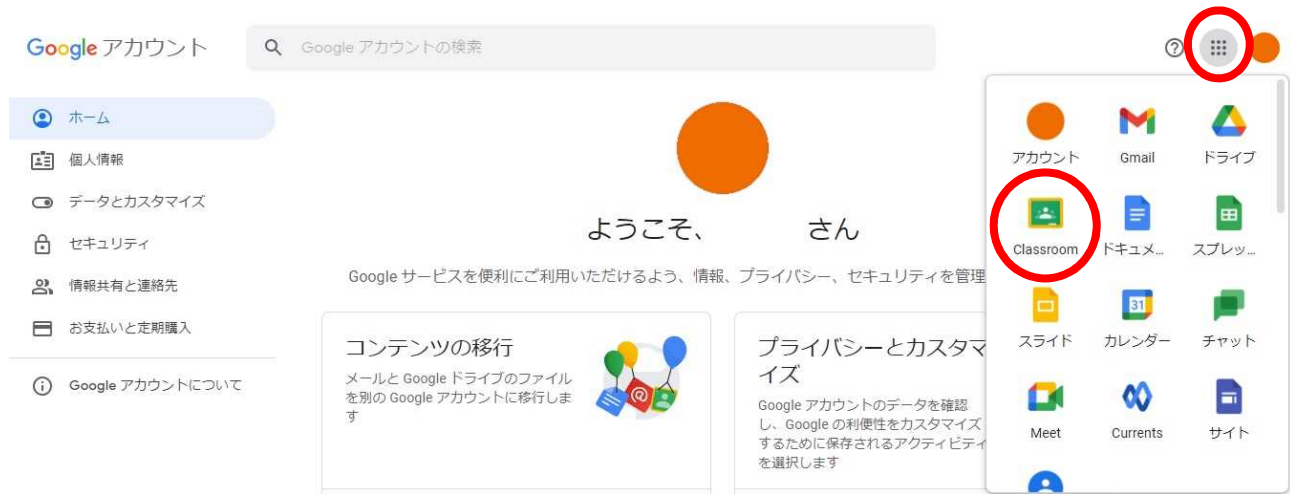 Google アカウント
Google アカウントの検索
ホーム
個人情報
データとカスタマイズ
セキュリティ
情報共有と連絡先
お支払いと定期購入
Google アカウントについて
ようこそ、 さん
Google サービスを便利にご利用いただけるよう、情報、プライバシー、セキュリティを管理
コンテンツの移行
メールと Google ドライブのファイル
を別の Google アカウントに移行しま
す
プライバシーとカスタマ
イズ
Google アカウントのデータを確認
し、Google の利便性をカスタマイズ
するために保存されるアクティビティ
を選択します
アカウント Gmail ドライブ
Classroom ドキュメ... スプレッ...
スライド 31 カレンダー チャット
Meet Currents サイト